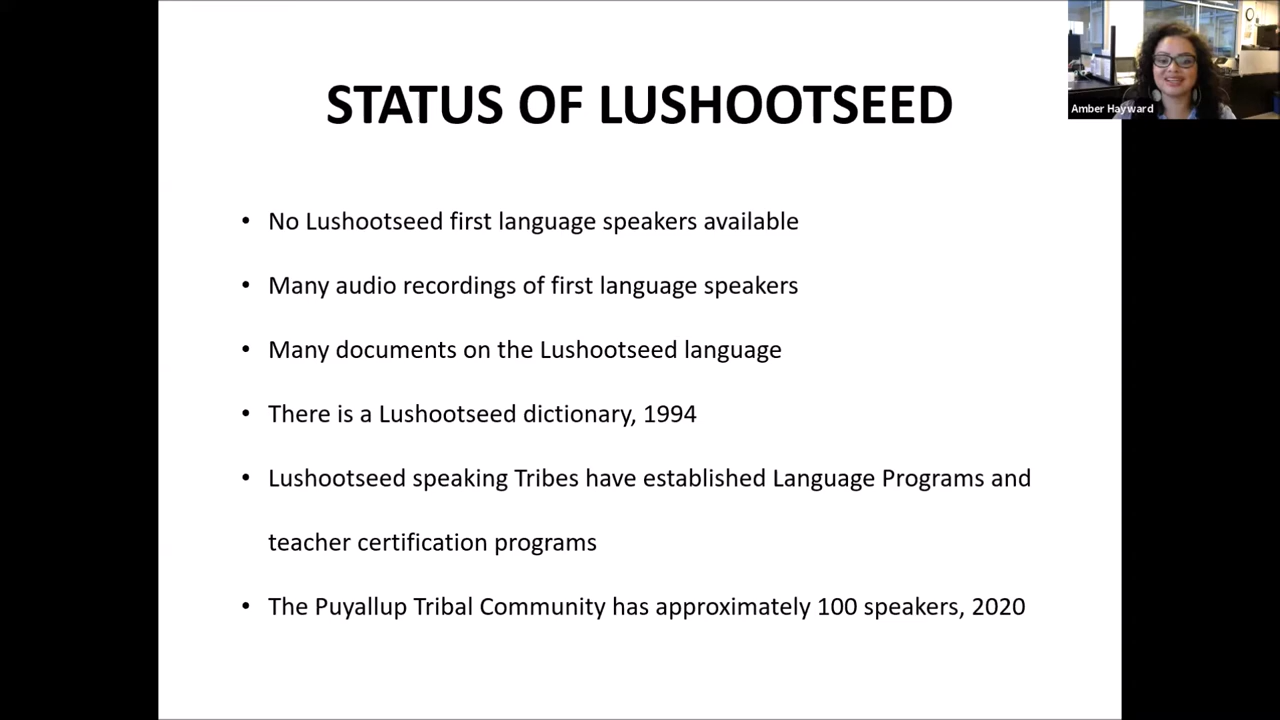 STATUS OF LUSHOOTSEED
Amber Hayward
• No Lushootseed first language speakers available
• Many audio recordings of first language speakers
• Many documents on the Lushootseed language
• There is a Lushootseed dictionary, 1994
• Lushootseed speaking Tribes have established Language Programs and
teacher certification programs
• The Puyallup Tribal Community has approximately 100 speakers, 2020